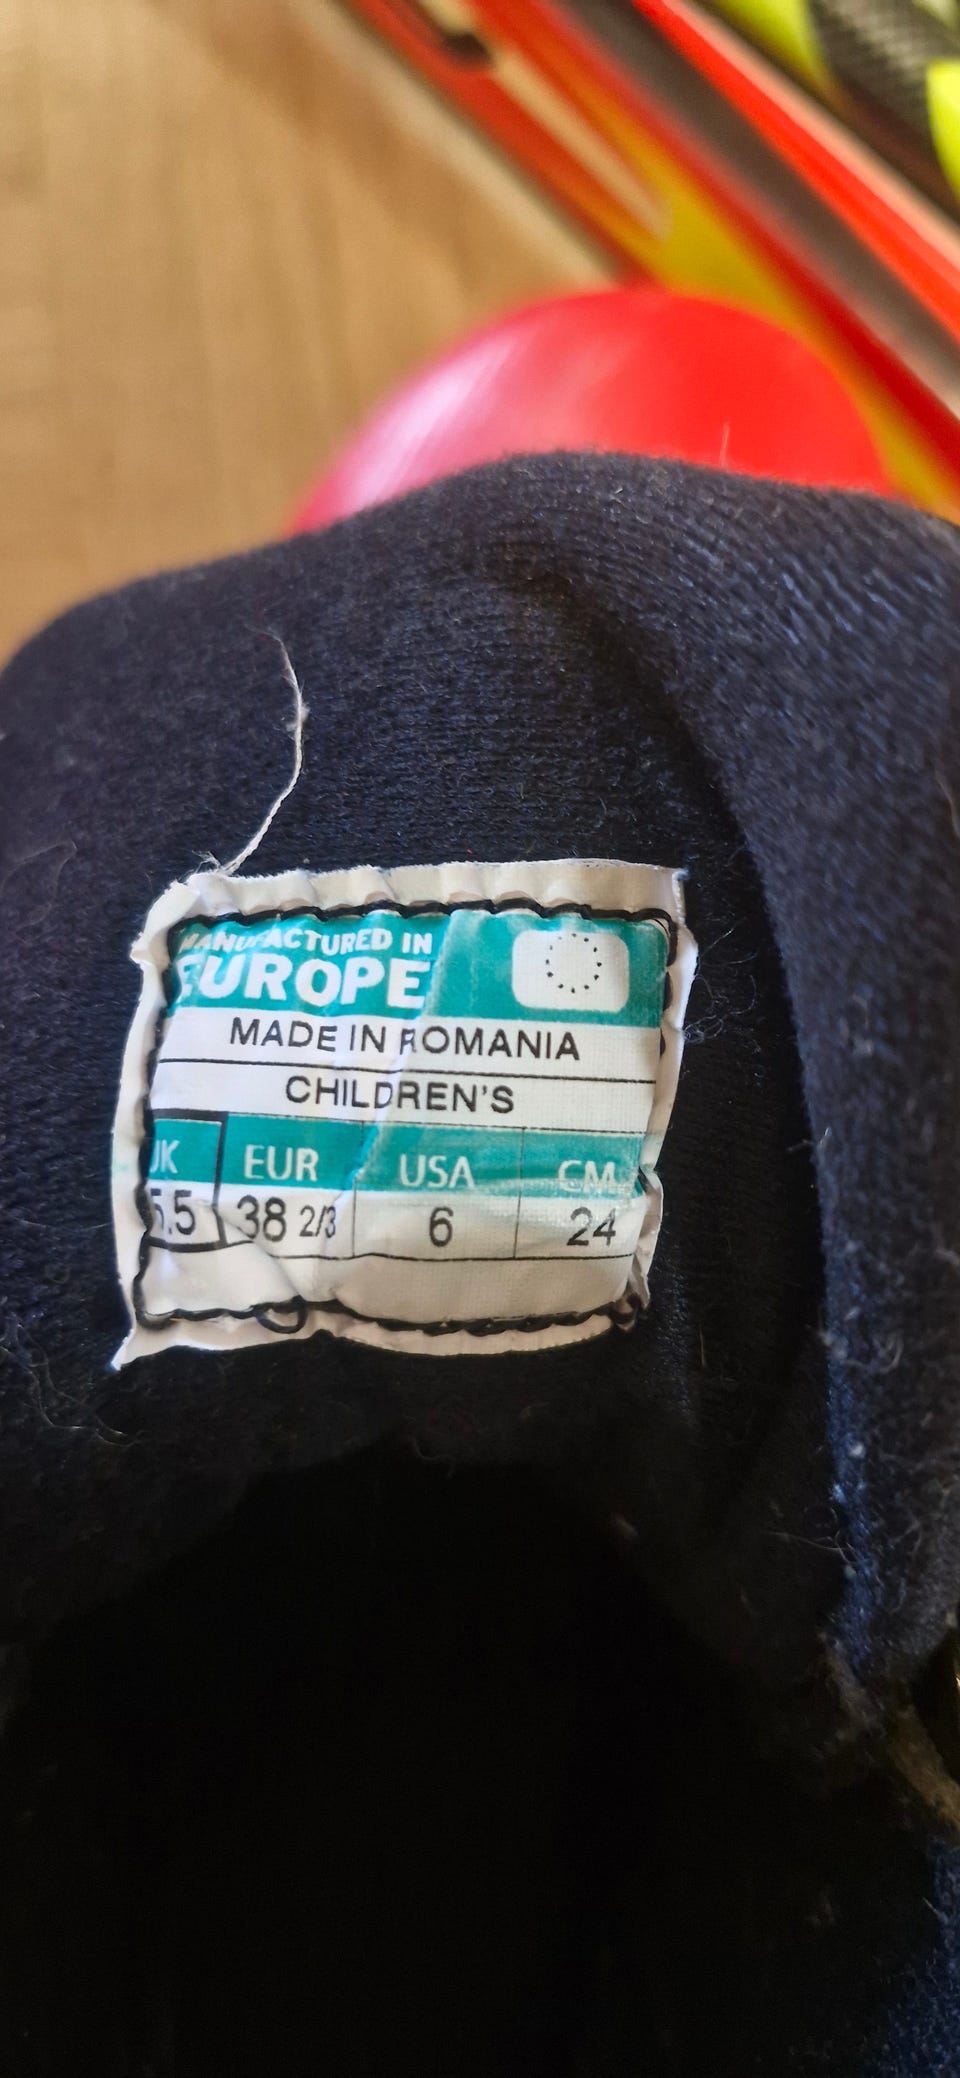 MANUFACTURED IN
EUROPE
MADE IN ROMANIA
CHILDREN'S
UK EUR USA CM
5.5 38 2/3 6 24